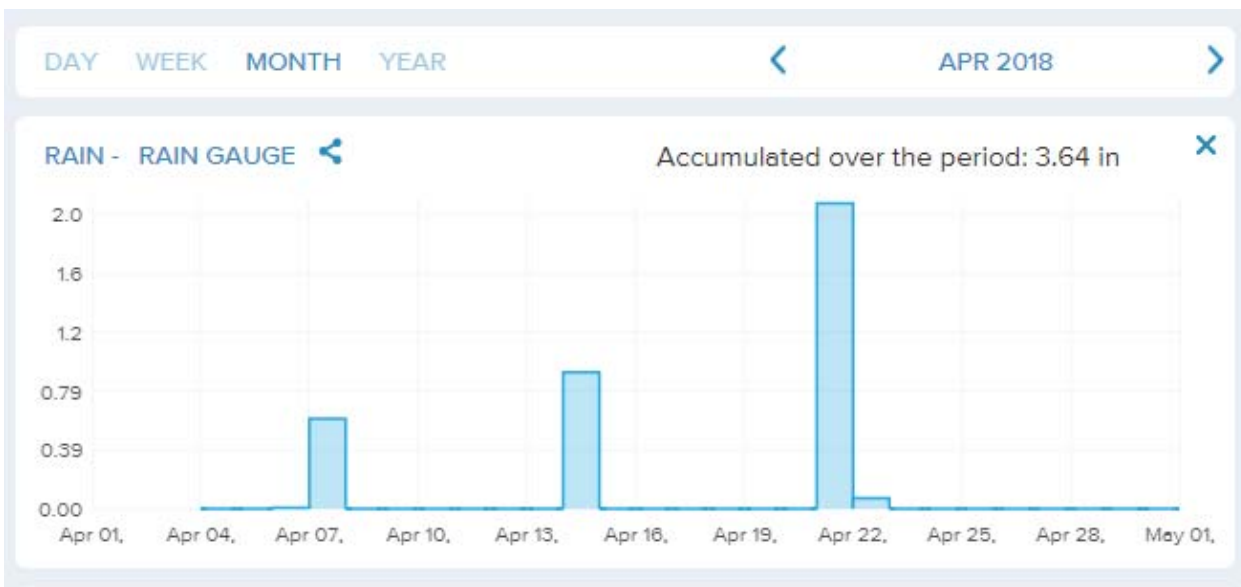 DAY WEEK MONTH YEAR APR 2018
RAIN - RAIN GAUGE Accumulated over the period: 3.64 in
2.0
1.6
1.2
0.79
0.39
0.00
Apr 01, Apr 04, Apr 07, Apr 10, Apr 13, Apr 16, Apr 19, Apr 22, Apr 25, Apr 28, May 01,